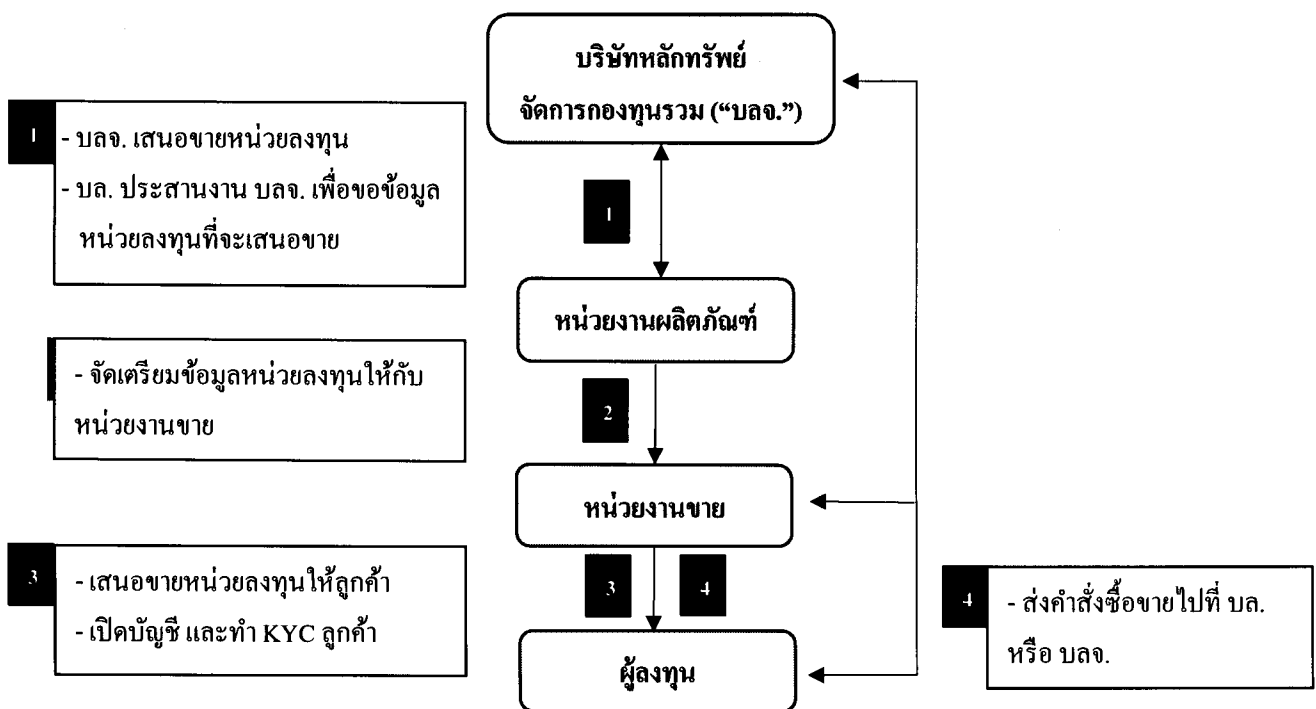 บริษัทหลักทรัพย์
จัดการกองทุนรวม (“บลจ.”)
1
- บลจ. เสนอขายหน่วยลงทุน
- บล. ประสานงาน บลจ. เพื่อขอข้อมูล
หน่วยลงทุนที่จะเสนอขาย
1
หน่วยงานผลิตภัณฑ์
- จัดเตรียมข้อมูลหน่วยลงทุนให้กับ
หน่วยงานขาย
2
หน่วยงานขาย
3
- เสนอขายหน่วยลงทุนให้ลูกค้า
- เปิดบัญชี และทำ KYC ลูกค้า
3
4
4
- ส่งคำสั่งซื้อขายไปที่ บล.
หรือ บลจ.
ผู้ลงทุน